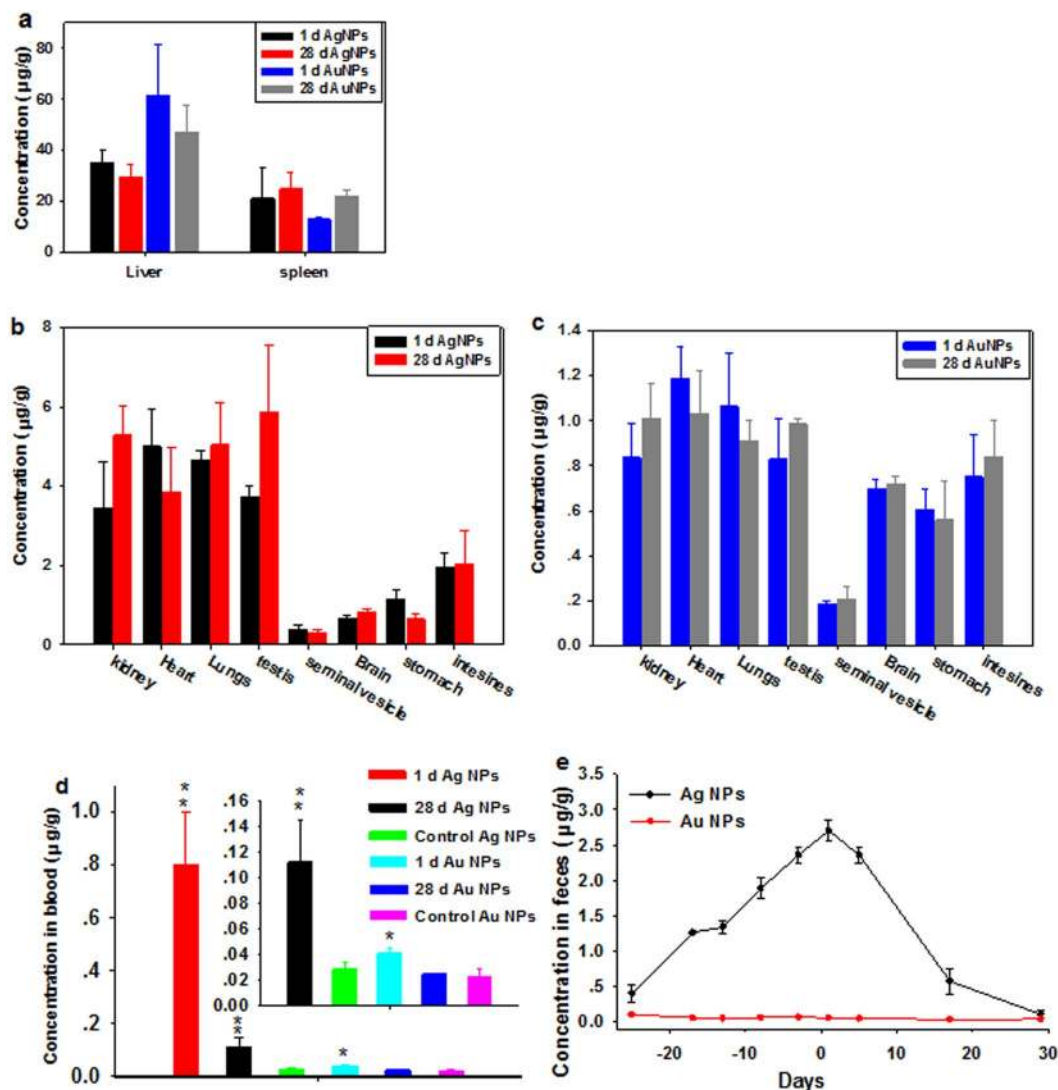 a
Concentration (µg/g)
80
60
40
20
0
1 d AgNPs
28 d AgNPs
1 d AuNPs
28 d AuNPs
Liver spleen
b
Concentration (µg/g)
8
6
4
2
0
1 d AgNPs
28 d AgNPs
kidney Heart Lungs testis seminal vesicle Brain stomach intesines
c
Concentration (µg/g)
1.4
1.2
1.0
.8
.6
.4
.2
0.0
1 d AuNPs
28 d AuNPs
kidney Heart Lungs testis seminal vesicle Brain stomach intesines
d
Concentration in blood (µg/g)
1.0
.8
.6
.4
.2
0.0
**
**
*
.16
.14
.12
.10
.08
.06
.04
.02
0.00
**
*
1 d Ag NPs
28 d Ag NPs
Control Ag NPs
1 d Au NPs
28 d Au NPs
Control Au NPs
e
Concentration in feces (µg/g)
3.5
3.0
2.5
2.0
1.5
1.0
.5
0.0
Ag NPs
Au NPs
-20 -10 0 10 20 30
Days